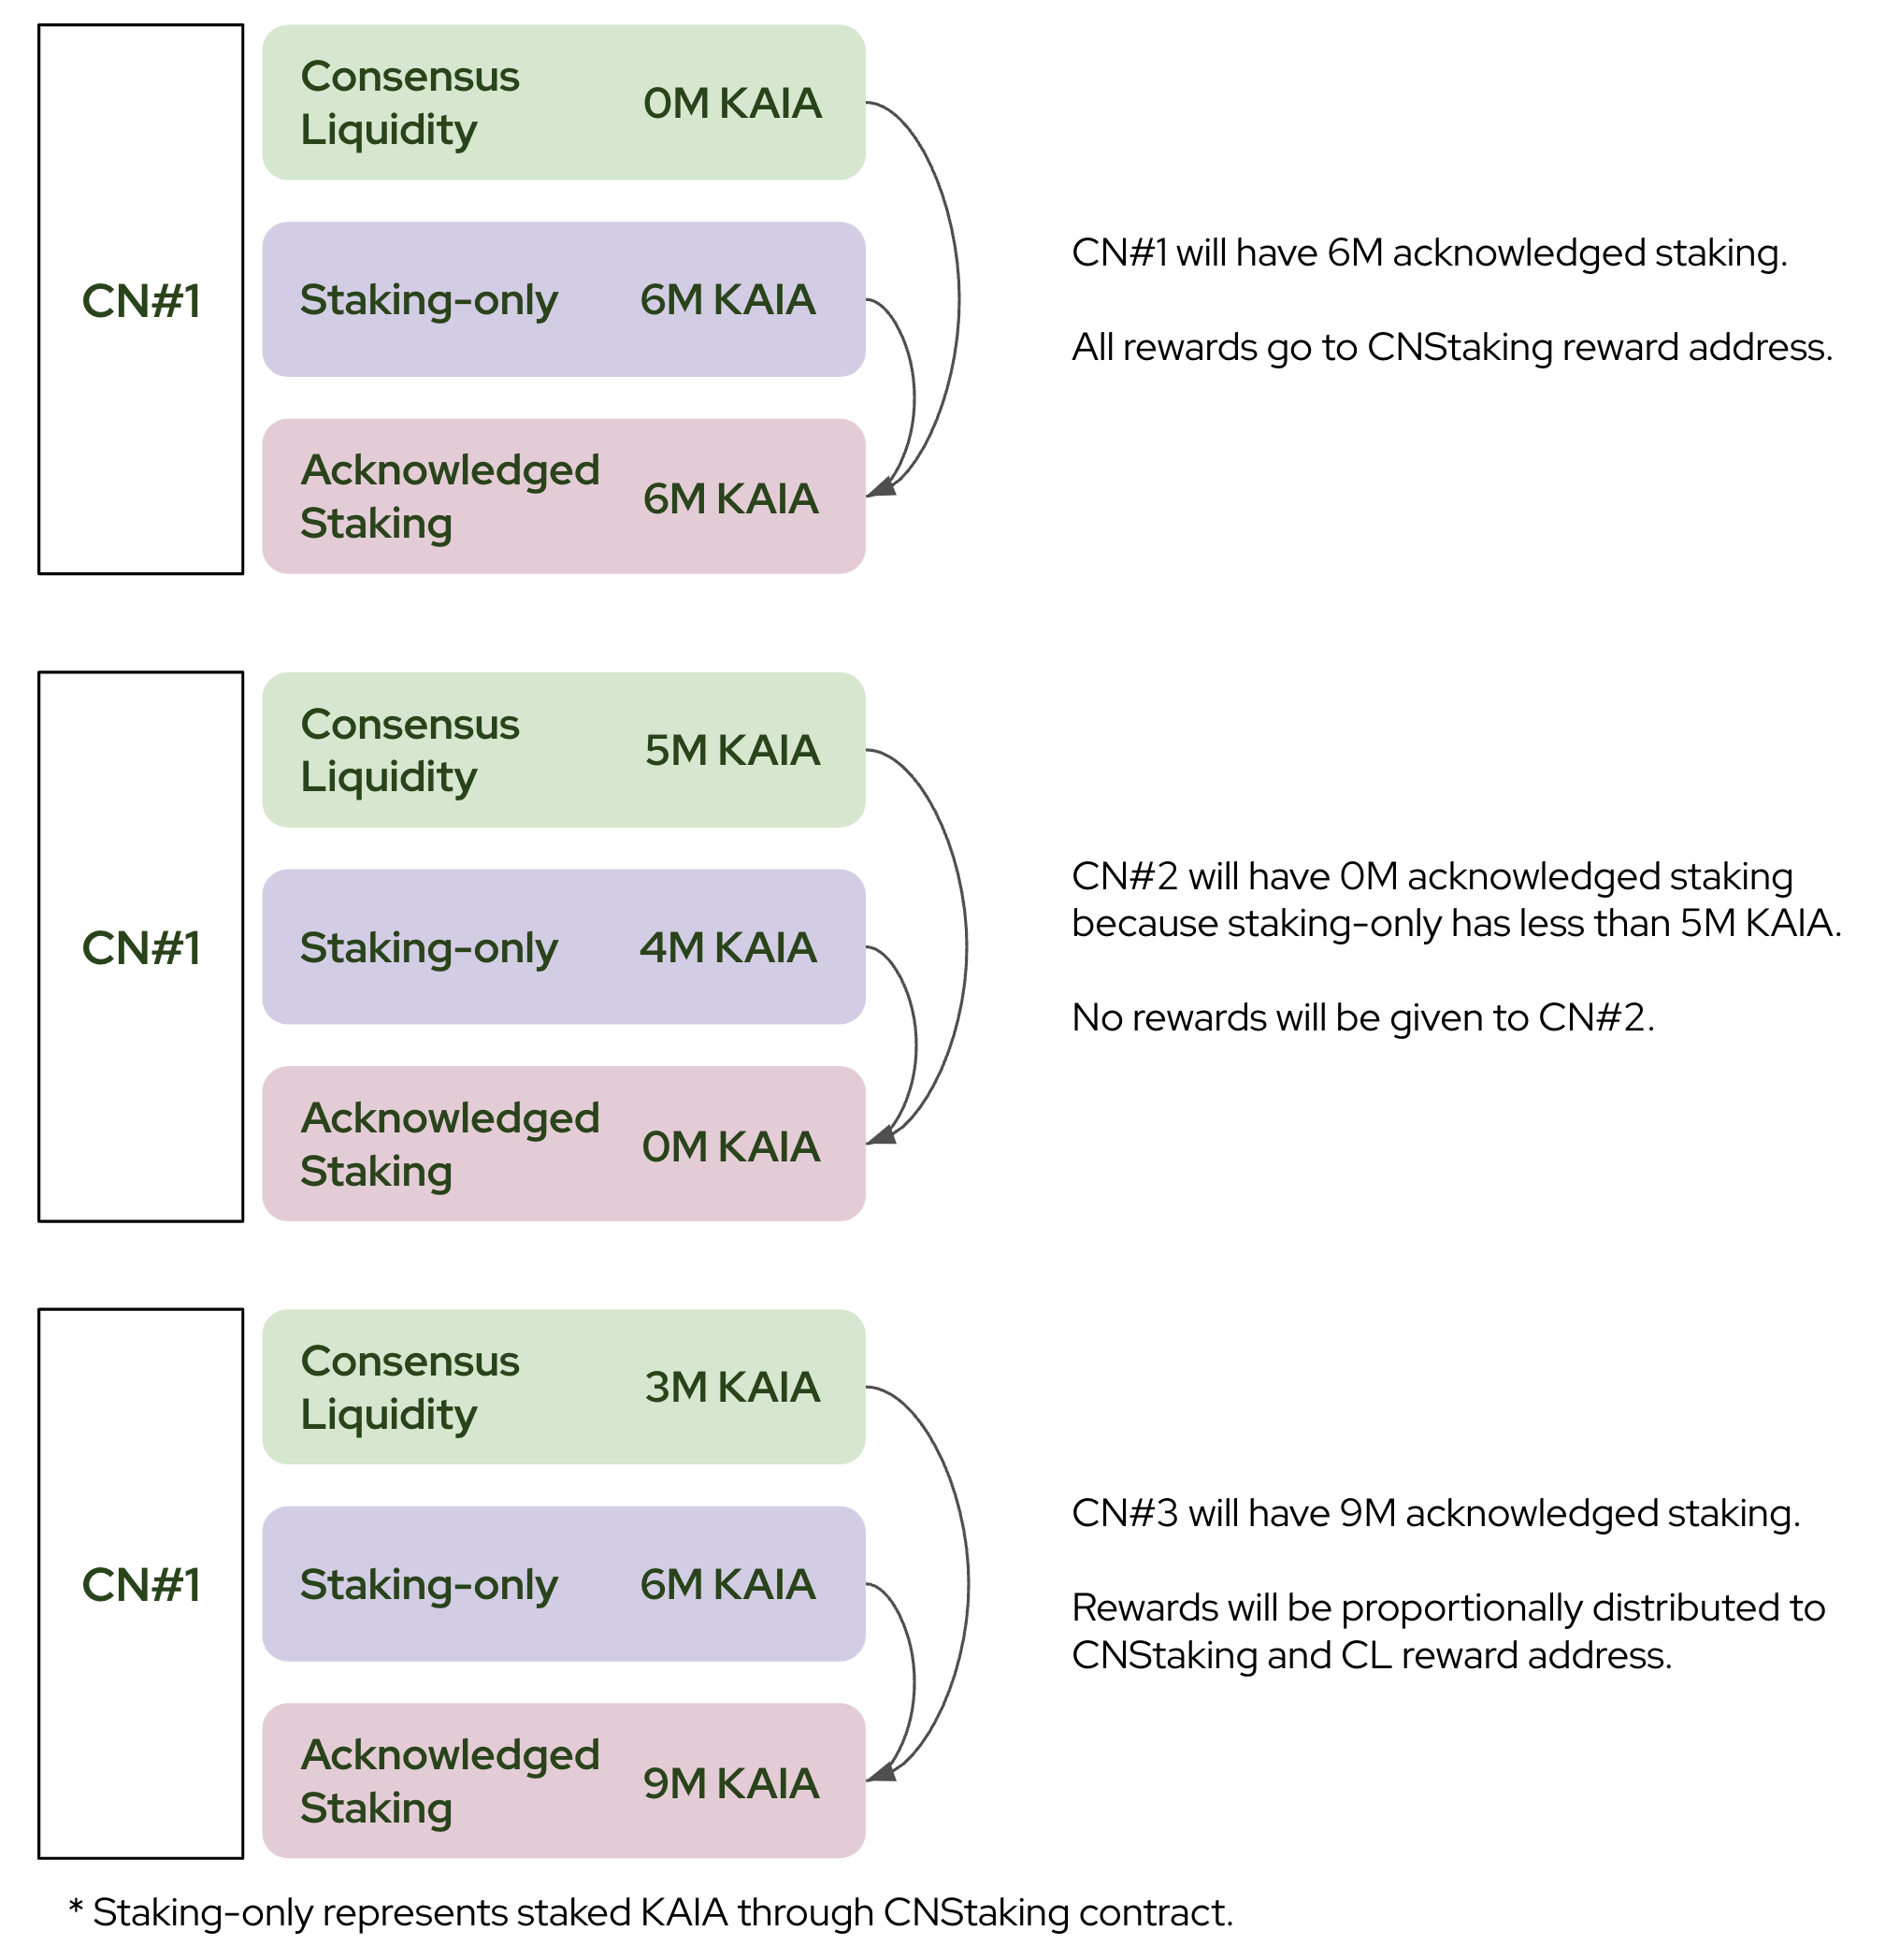 CN#1
Consensus
Liquidity
0M KAIA
Staking-only
6M KAIA
Acknowledged
Staking
6M KAIA
CN#1 will have 6M acknowledged staking.
All rewards go to CNStaking reward address.
CN#1
Consensus
Liquidity
5M KAIA
Staking-only
4M KAIA
Acknowledged
Staking
0M KAIA
CN#2 will have 0M acknowledged staking
because staking-only has less than 5M KAIA.
No rewards will be given to CN#2.
CN#1
Consensus
Liquidity
3M KAIA
Staking-only
6M KAIA
Acknowledged
Staking
9M KAIA
CN#3 will have 9M acknowledged staking.
Rewards will be proportionally distributed to
CNStaking and CL reward address.
* Staking-only represents staked KAIA through CNStaking contract.